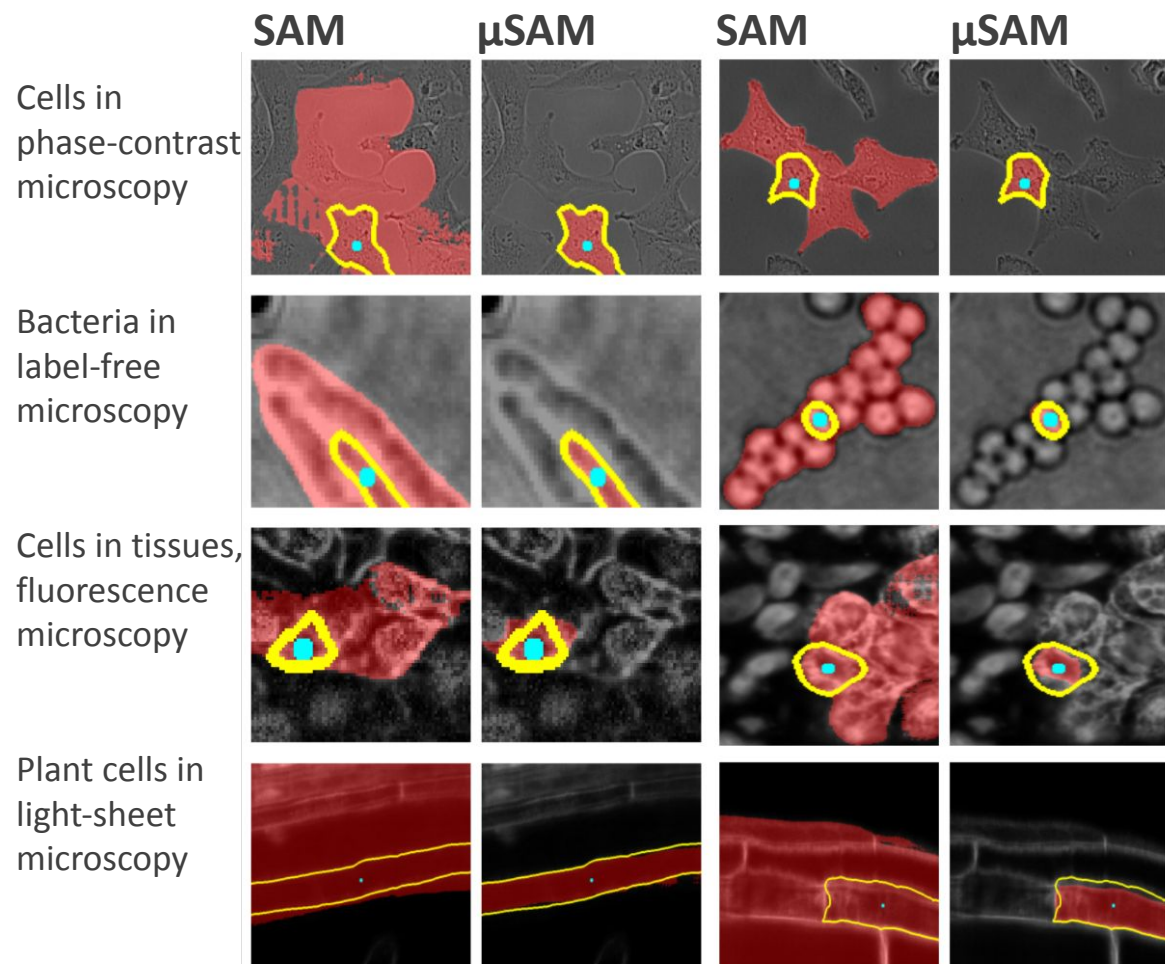 SAM µSAM SAM µSAM
Cells in
phase-contrast
microscopy
Bacteria in
label-free
microscopy
Cells in tissues,
fluorescence
microscopy
Plant cells in
light-sheet
microscopy